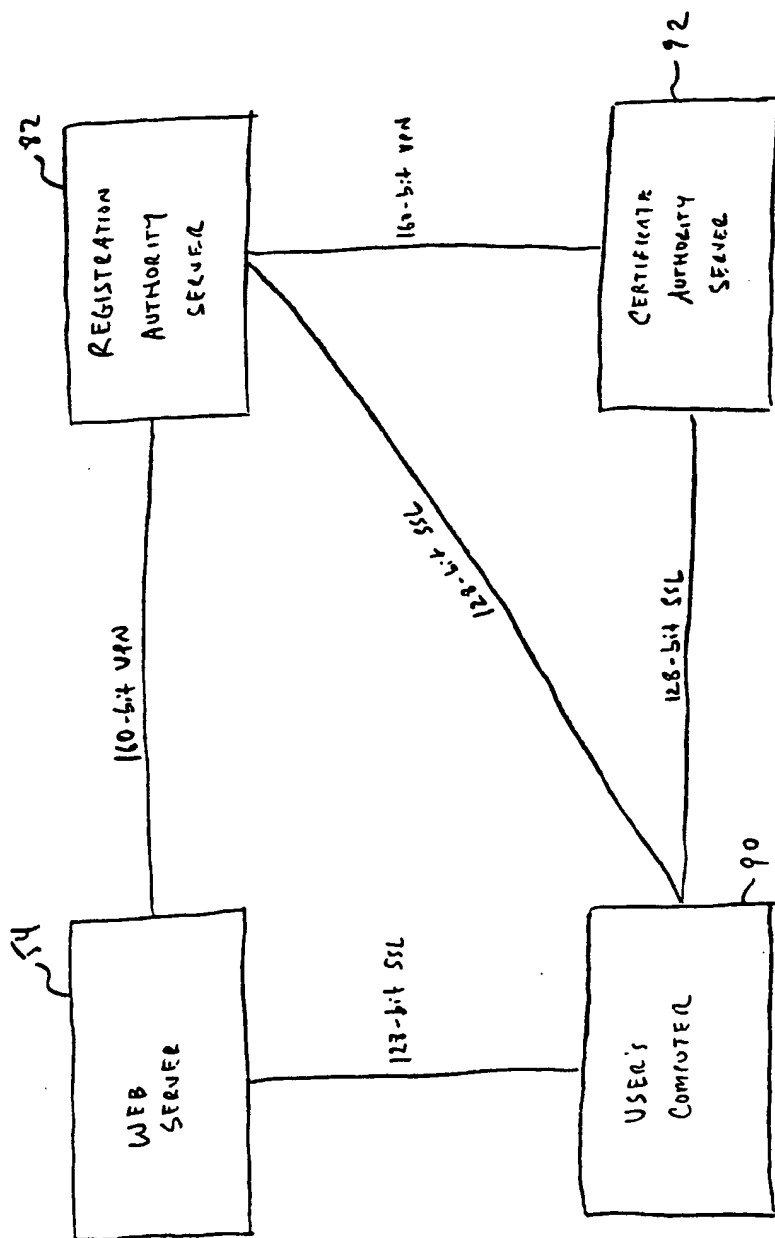 54
WEB
SERVER
160-bit VPN
82
REGISTRATION
AUTHORITY
SERVER
128-bit SSL
128-bit SSL
160-bit VPN
USER'S
COMPUTER
90
128-bit SSL
CERTIFICATE
AUTHORITY
SERVER
92